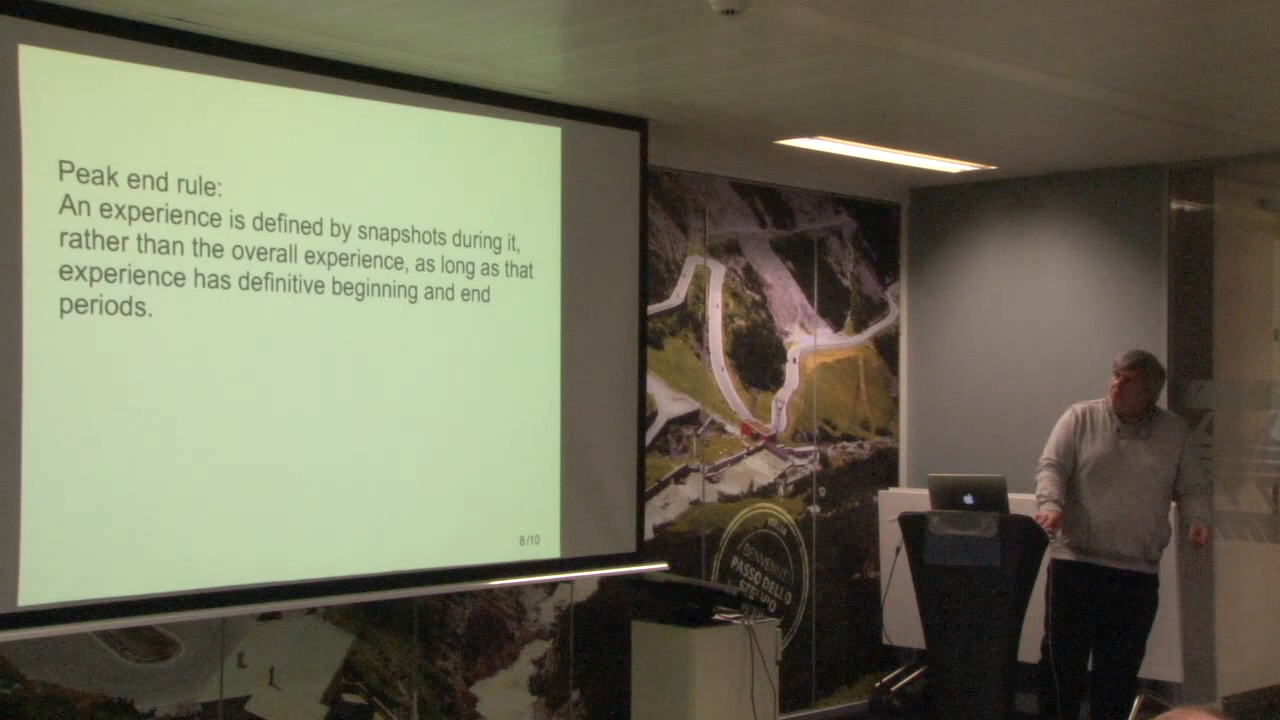 Peak end rule:
An experience is defined by snapshots during it,
rather than the overall experience, as long as that
experience has definitive beginning and end
periods.
8/10
PASSO DELLO